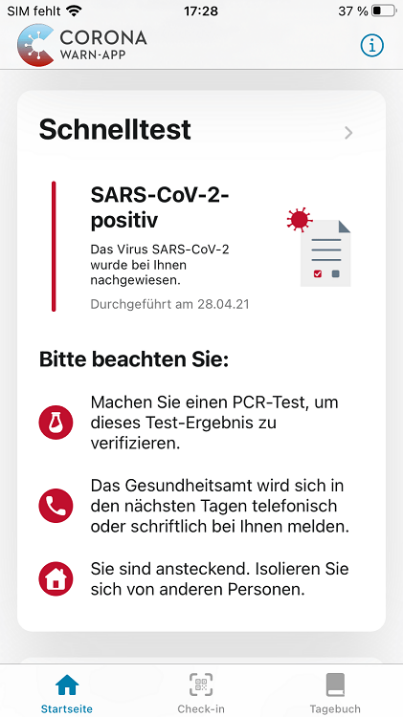 SIM fehlt 17:28 37 %
CORONA
WARN-APP
Schnelltest
SARS-CoV-2-
positiv
Das Virus SARS-CoV-2
wurde bei Ihnen
nachgewiesen.
Durchgeführt am 28.04.21
Bitte beachten Sie:
Machen Sie einen PCR-Test, um
dieses Test-Ergebnis zu
verifizieren.
Das Gesundheitsamt wird sich in
den nächsten Tagen telefonisch
oder schriftlich bei Ihnen melden.
Sie sind ansteckend. Isolieren Sie
sich von anderen Personen.
Startseite Check-in Tagebuch